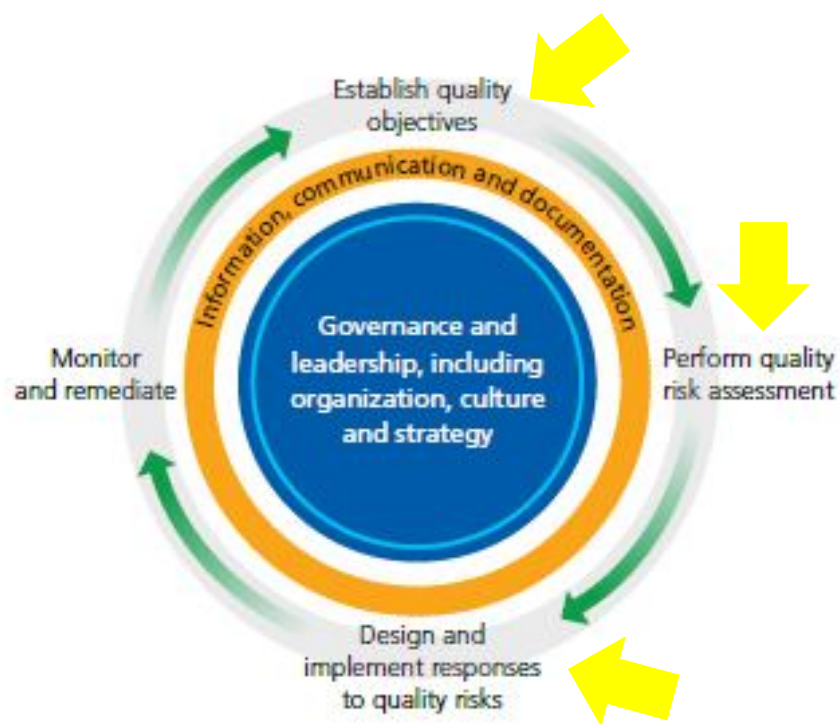 Establish quality
objectives
Information, communication and documentation
Governance and
leadership, including
organization, culture
and strategy
Monitor
and remediate
Perform quality
risk assessment
Design and
implement responses
to quality risks